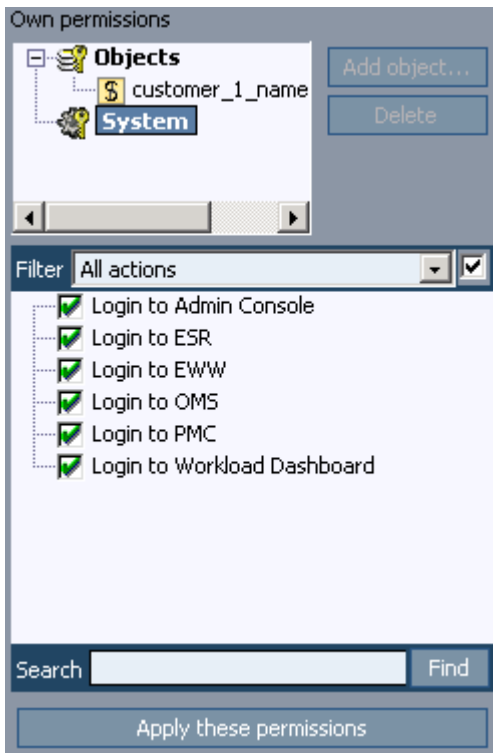 Own permissions
Objects
$ customer_1_name
System
Add object...
Delete
Filter All actions
Login to Admin Console
Login to ESR
Login to EWW
Login to OMS
Login to PMC
Login to Workload Dashboard
Search Find
Apply these permissions